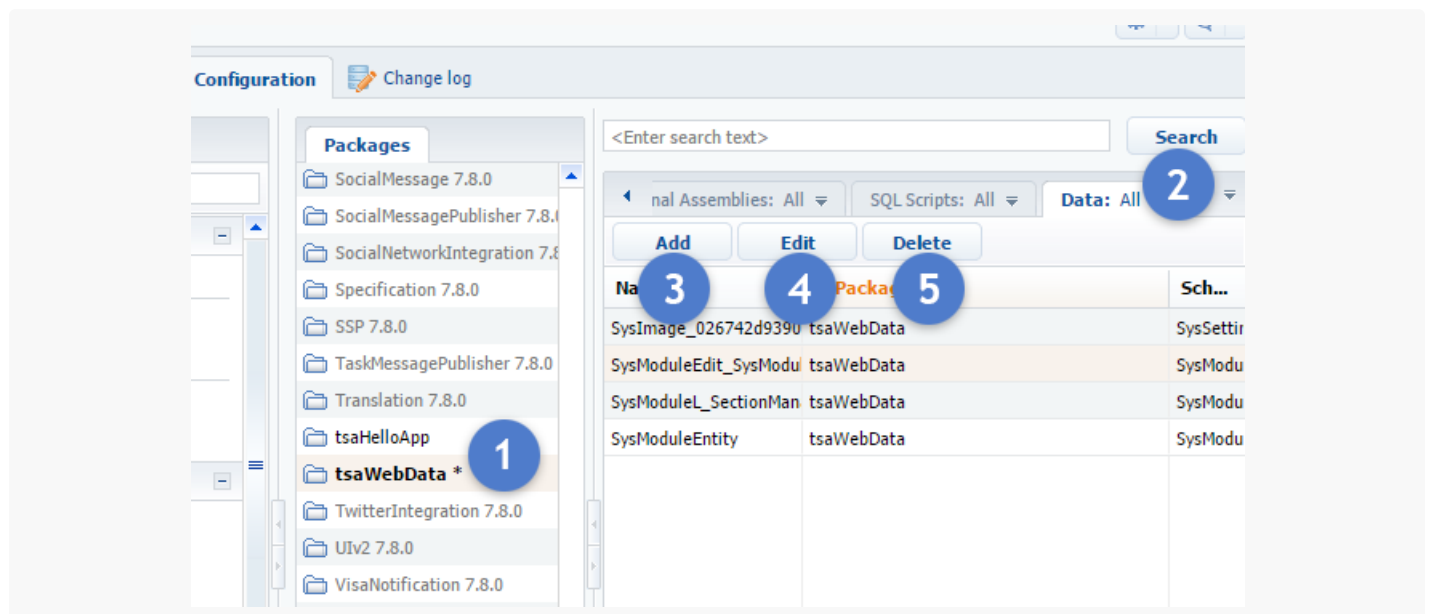 Configuration
Change log
Packages
SocialMessage 7.8.0
SocialMessagePublisher 7.8.
SocialNetworkIntegration 7.
Specification 7.8.0
SSP 7.8.0
TaskMessagePublisher 7.8.0
Translation 7.8.0
tsaHelloApp
1
tsaWebData *
TwitterIntegration 7.8.0
UIv2 7.8.0
VisaNotification 7.8.0
<Enter search text>
Search
2
nal Assemblies: All
SQL Scripts: All
Data: All
Add
Edit
Delete
3
4
5
Na
Packag
Sch...
SysImage_026742d9390 tsaWebData SysSettin
SysModuleEdit_SysModul tsaWebData SysModu
SysModuleL_SectionMan tsaWebData SysModu
SysModuleEntity tsaWebData SysModu